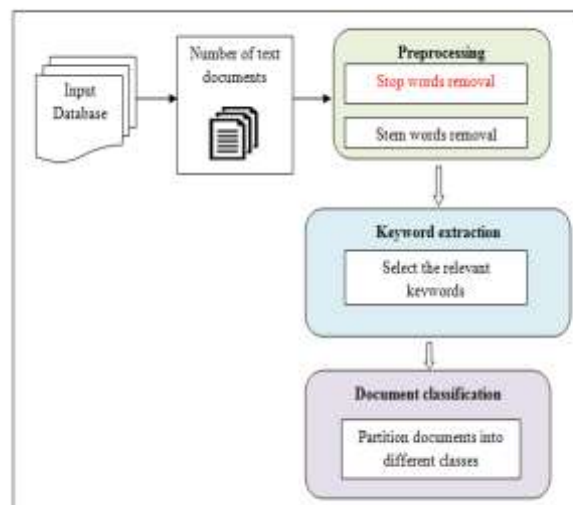 Input
Database
Number of text
documents
Preprocessing
Stop words removal
Stem words removal
Keyword extraction
Select the relevant
keywords
Document classification
Partition documents into
different classes